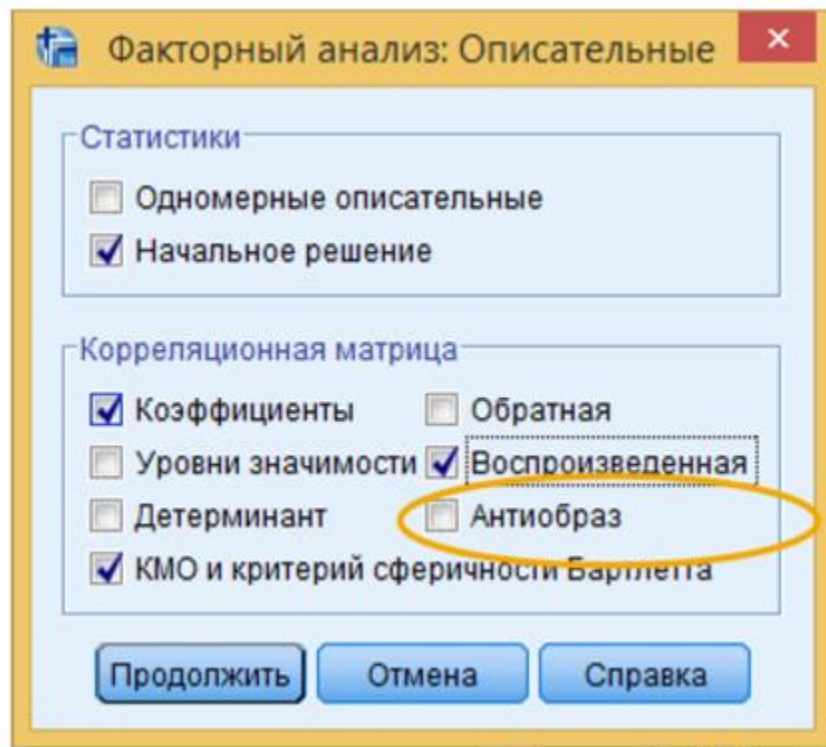 Факторный анализ: Описательные
Статистики
Одномерные описательные
Начальное решение
Корреляционная матрица
Коэффициенты Обратная
Уровни значимости Воспроизведенная
Детерминант Антиобраз
КМО и критерий сферичности Бартлетта
Продолжить Отмена Справка